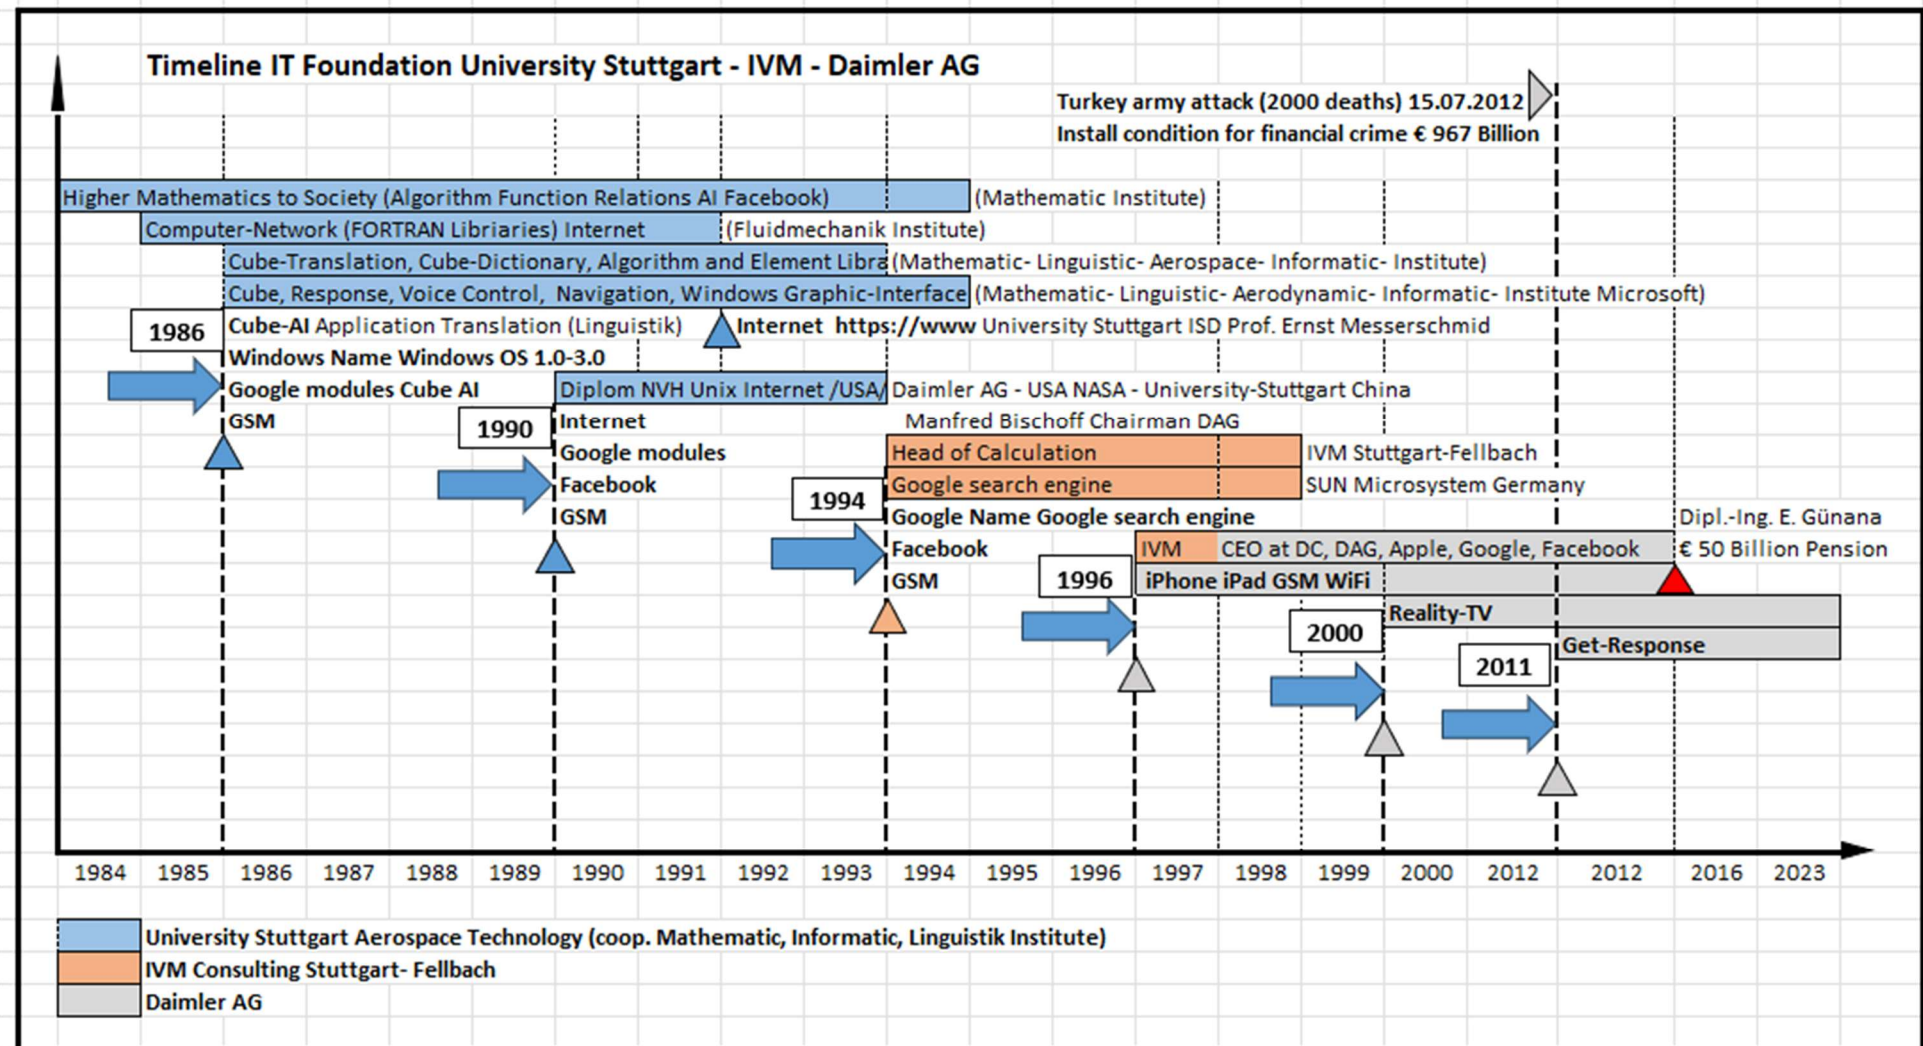 Timeline IT Foundation University Stuttgart - IVM - Daimler AG
Turkey army attack (2000 deaths) 15.07.2012
Install condition for financial crime € 967 Billion
Higher Mathematics to Society (Algorithm Function Relations AI Facebook) (Mathematic Institute)
Computer-Network (FORTRAN Libriaries) Internet (Fluidmechanik Institute)
Cube-Translation, Cube-Dictionary, Algorithm and Element Libra (Mathematic- Linguistic- Aerospace- Informatic- Institute)
Cube, Response, Voice Control, Navigation, Windows Graphic-Interface (Mathematic- Linguistic- Aerodynamic- Informatic- Institute Microsoft)
1986 Cube-AI Application Translation (Linguistik) Internet https://www University Stuttgart ISD Prof. Ernst Messerschmid
Windows Name Windows OS 1.0-3.0
Google modules Cube AI Diplom NVH Unix Internet /USA/ Daimler AG - USA NASA - University-Stuttgart China
GSM 1990 Internet Manfred Bischoff Chairman DAG
Google modules Head of Calculation IVM Stuttgart-Fellbach
Facebook 1994 Google search engine SUN Microsystem Germany
GSM Google Name Google search engine Dipl.-Ing. E. Günana
Facebook IVM CEO at DC, DAG, Apple, Google, Facebook € 50 Billion Pension
GSM 1996 iPhone iPad GSM WiFi
2000 Reality-TV
2011 Get-Response
1984 1985 1986 1987 1988 1989 1990 1991 1992 1993 1994 1995 1996 1997 1998 1999 2000 2012 2012 2016 2023
University Stuttgart Aerospace Technology (coop. Mathematic, Informatic, Linguistik Institute)
IVM Consulting Stuttgart- Fellbach
Daimler AG